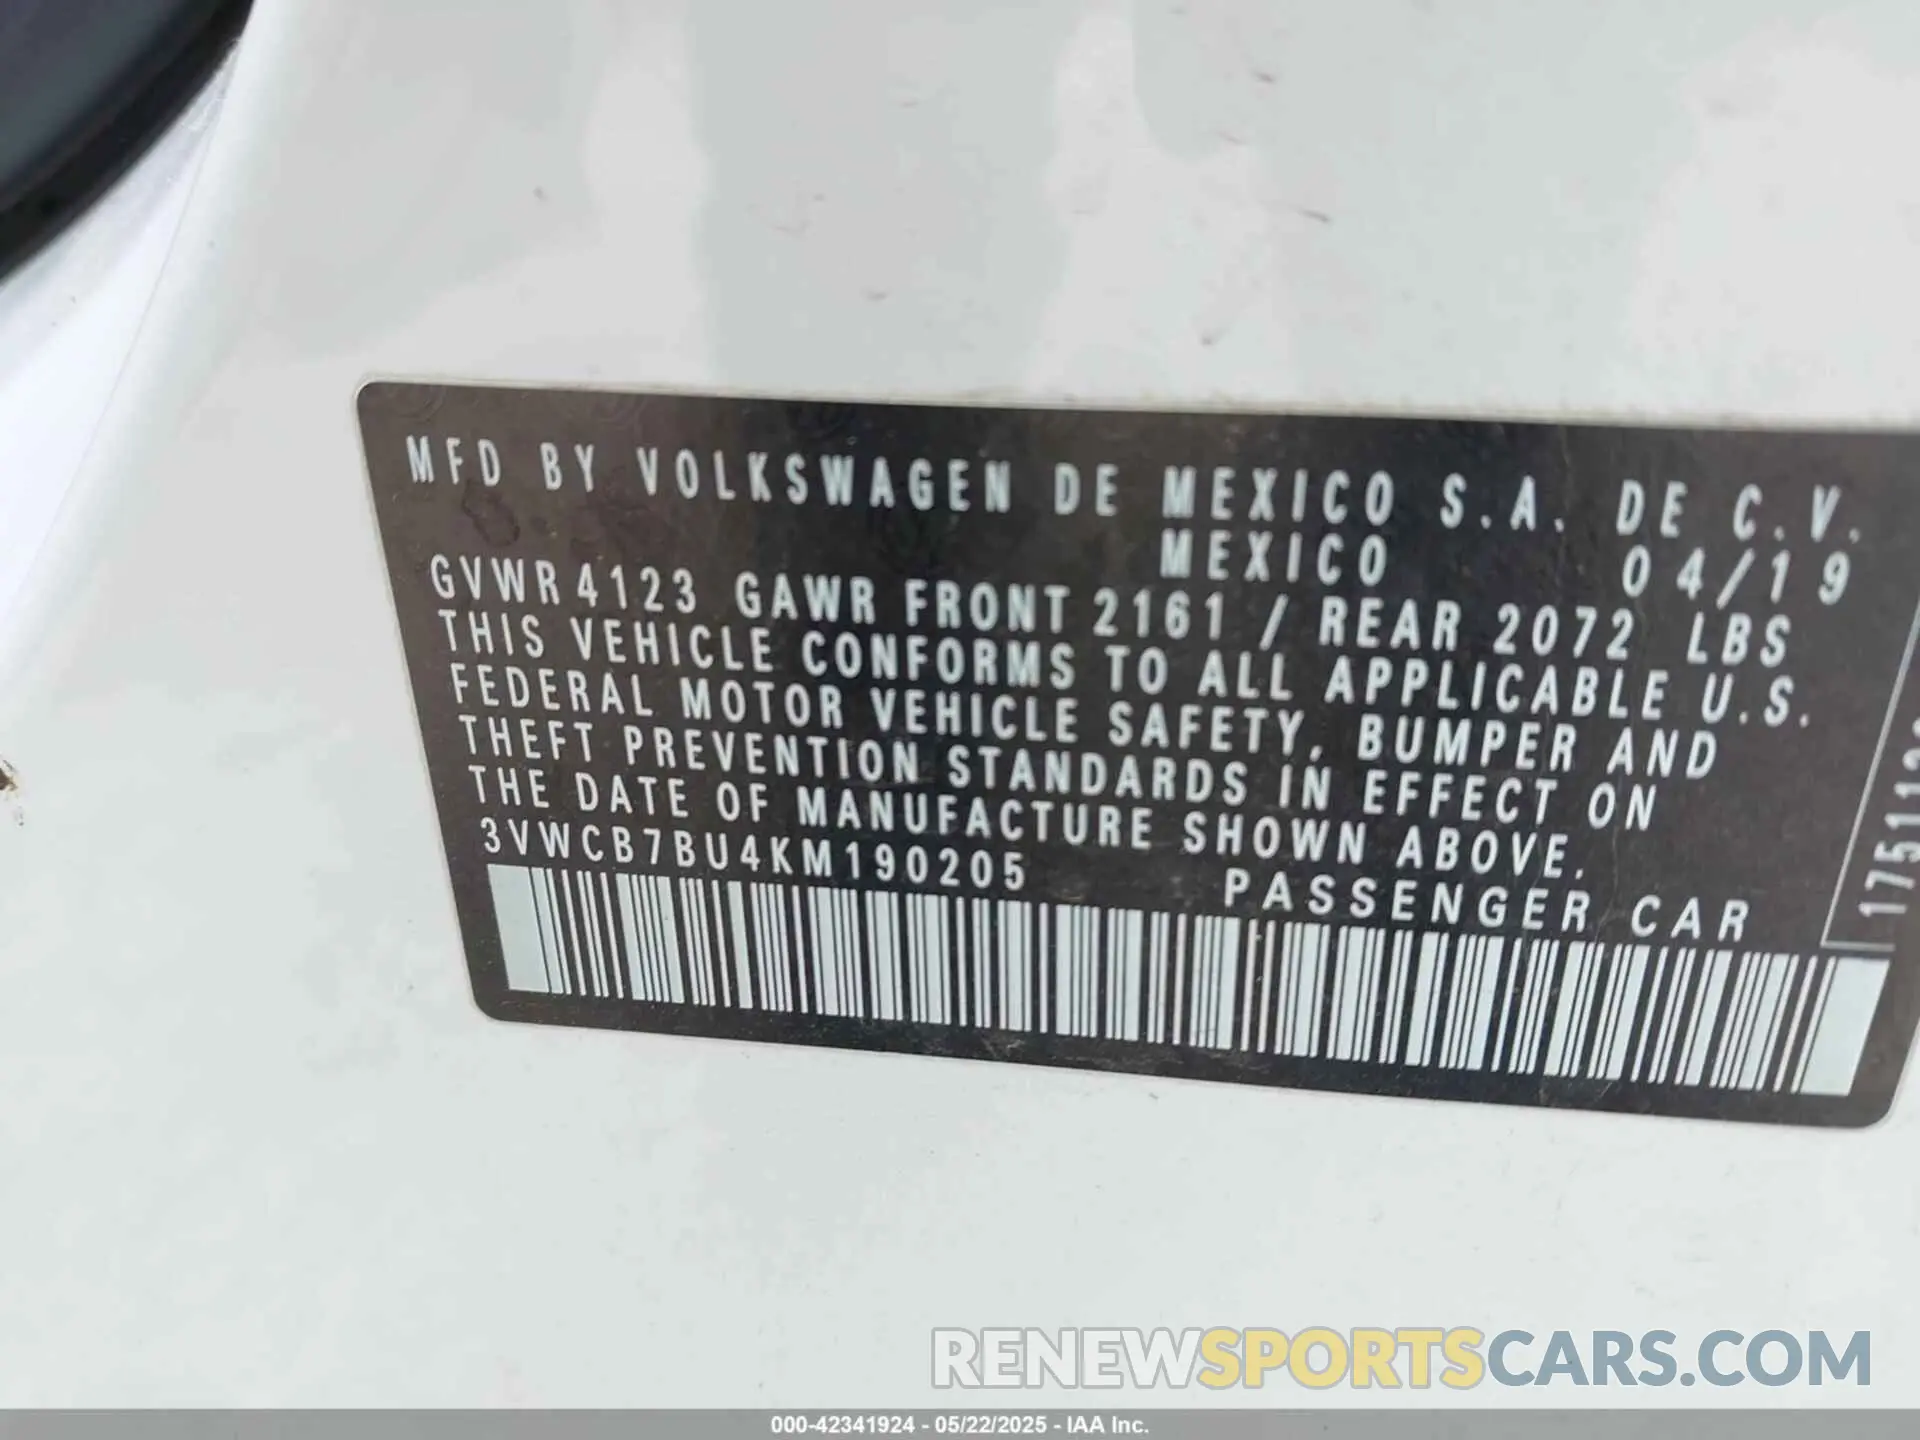 MFD BY VOLKSWAGEN DE MEXICO S.A. DE C.V.
MEXICO 04/19
GVWR 4123 GAWR FRONT 2161 / REAR 2072 LBS
THIS VEHICLE CONFORMS TO ALL APPLICABLE U.S.
FEDERAL MOTOR VEHICLE SAFETY, BUMPER AND
THEFT PREVENTION STANDARDS IN EFFECT ON
THE DATE OF MANUFACTURE SHOWN ABOVE.
3VWCB7BU4KM190205 PASSENGER CAR
RENEWSPORTSCARS.COM
000-42341924 - 05/22/2025 - IAA Inc.